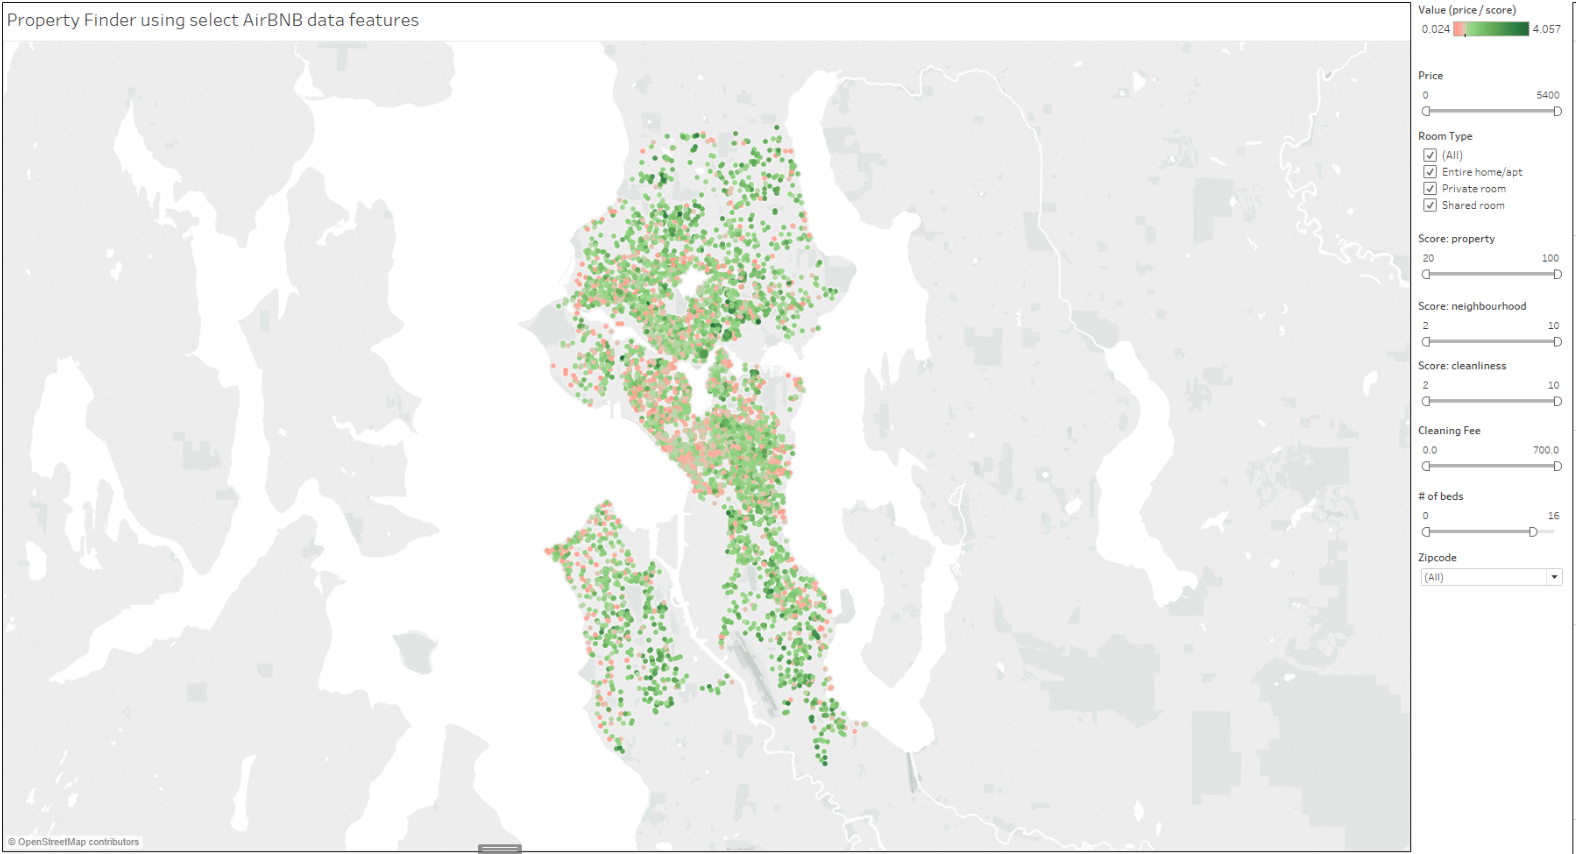 Property Finder using select AirBNB data features
Value (price / score)
0.024 4.057
Price
0 5400
Room Type
(All)
Entire home/apt
Private room
Shared room
Score: property
20 100
Score: neighbourhood
2 10
Score: cleanliness
2 10
Cleaning Fee
0.0 700.0
# of beds
0 16
Zipcode
(All)
© OpenStreetMap contributors